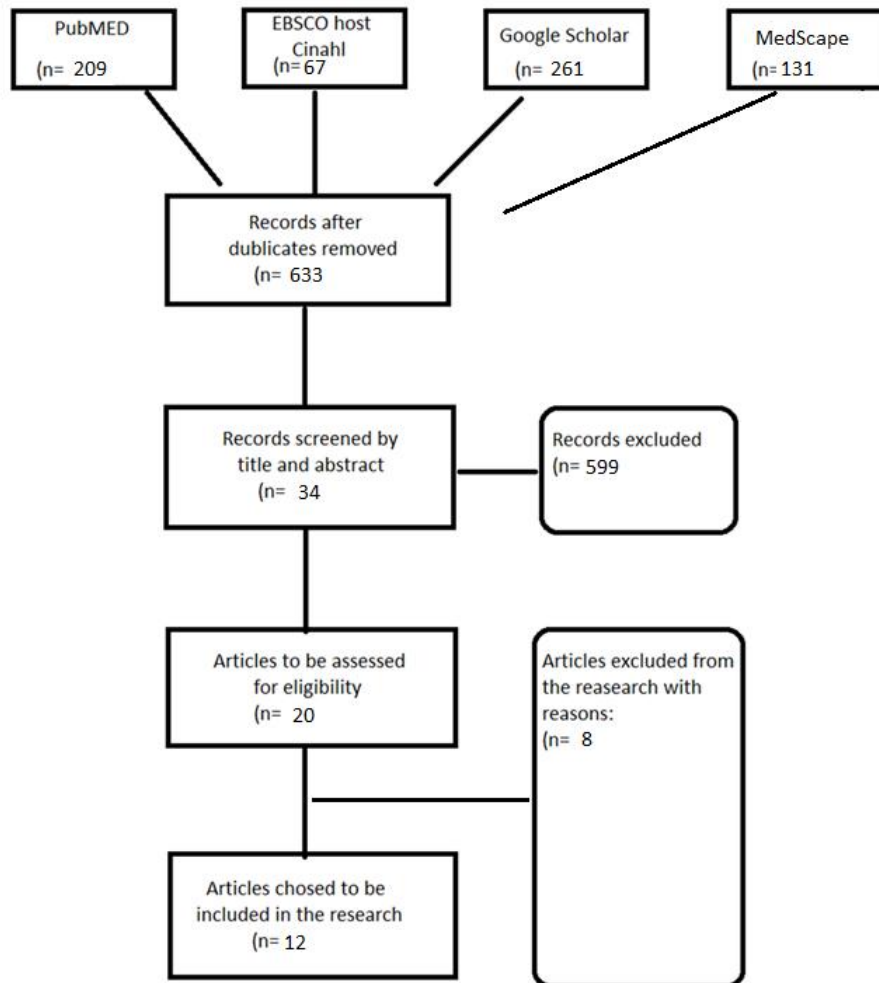 PubMED
(n= 209
EBSCO host
Cinahl
(n= 67
Google Scholar
(n= 261
MedScape
(n= 131
Records after
dublicates removed
(n= 633
Records screened by
title and abstract
(n= 34
Records excluded
(n= 599
Articles to be assessed
for eligibility
(n= 20
Articles excluded from
the reasearch with
reasons:
(n= 8
Articles chosed to be
included in the research
(n= 12